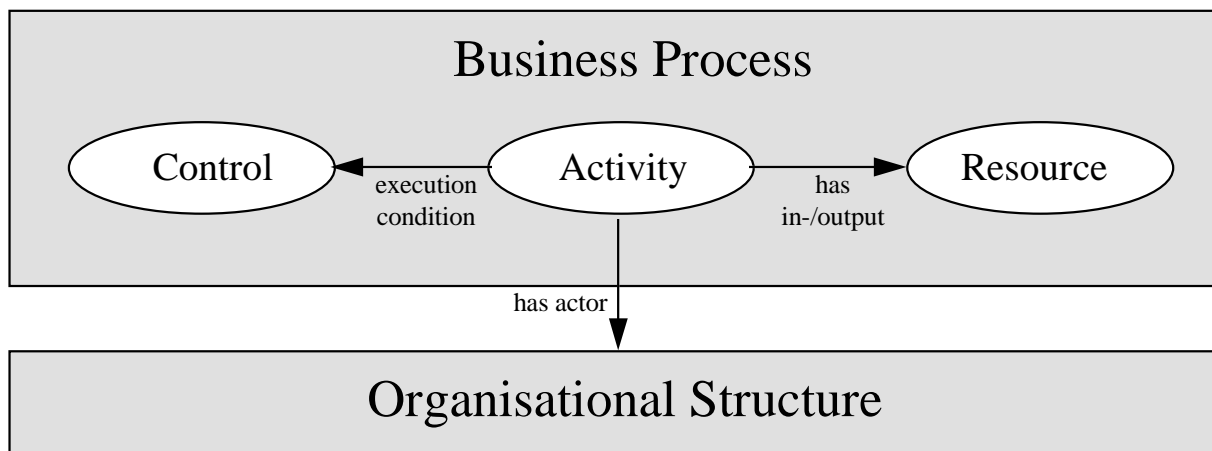 Business Process
Control
Activity
Resource
execution
condition
has
in-/output
has actor
Organisational Structure